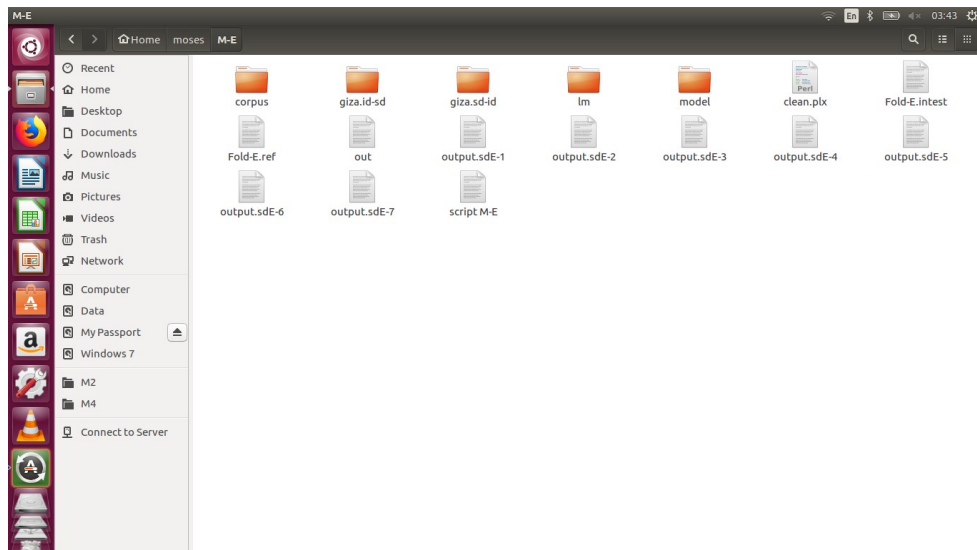 M-E
En
03:43
Home moses M-E
Recent
Home
Desktop
Documents
Downloads
Music
Pictures
Videos
Trash
Network
Computer
Data
My Passport
Windows 7
M2
M4
Connect to Server
corpus giza.id-sd giza.sd-id lm model clean.plx Fold-E.intest
Perl
Fold-E.ref out output.sdE-1 output.sdE-2 output.sdE-3 output.sdE-4 output.sdE-5
output.sdE-6 output.sdE-7 script M-E